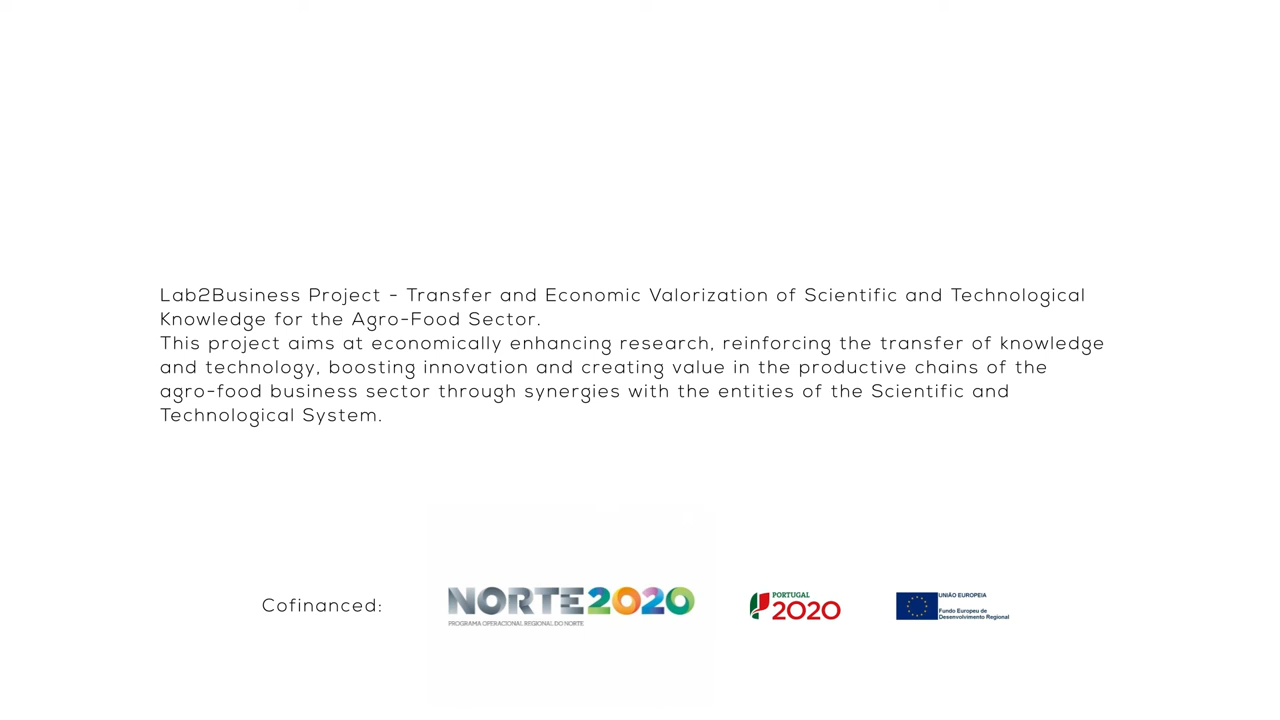 Lab2Business Project - Transfer and Economic Valorization of Scientific and Technological
Knowledge for the Agro-Food Sector.
This project aims at economically enhancing research, reinforcing the transfer of knowledge
and technology, boosting innovation and creating value in the productive chains of the
agro-food business sector through synergies with the entities of the Scientific and
Technological System.
Cofinanced:
NORTE2020
PROGRAMA OPERACIONAL REGIONAL DO NORTE
PORTUGAL
2020
UNIÃO EUROPEIA
Fundo Europeu de
Desenvolvimento Regional